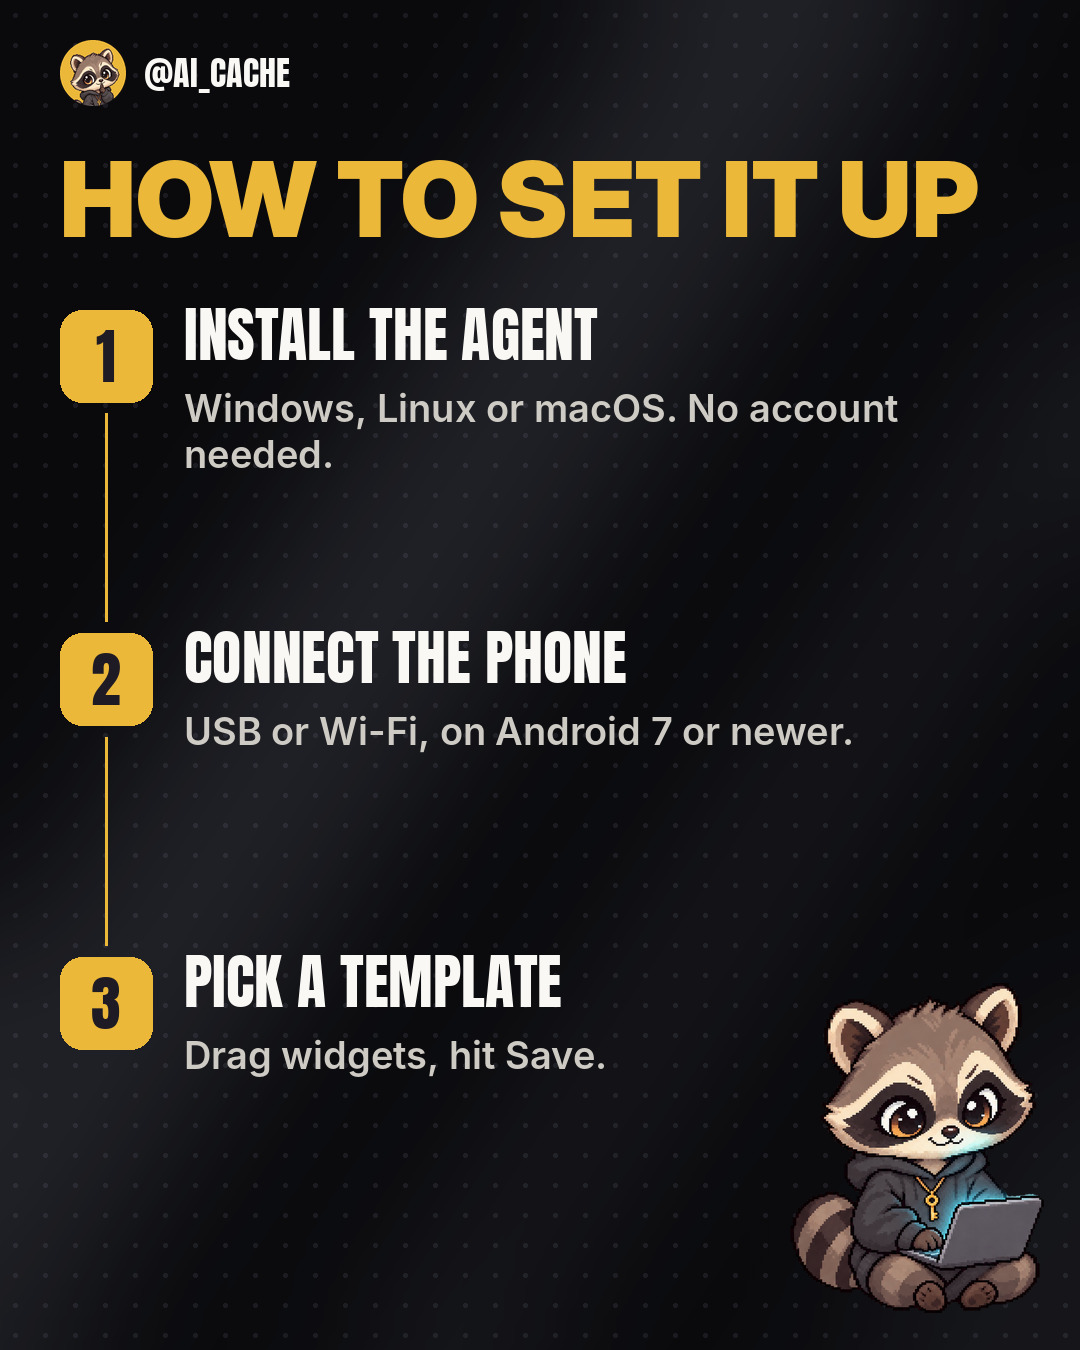 @AI_CACHE
HOW TO SET IT UP
1
INSTALL THE AGENT
Windows, Linux or macOS. No account
needed.
2
CONNECT THE PHONE
USB or Wi-Fi, on Android 7 or newer.
3
PICK A TEMPLATE
Drag widgets, hit Save.